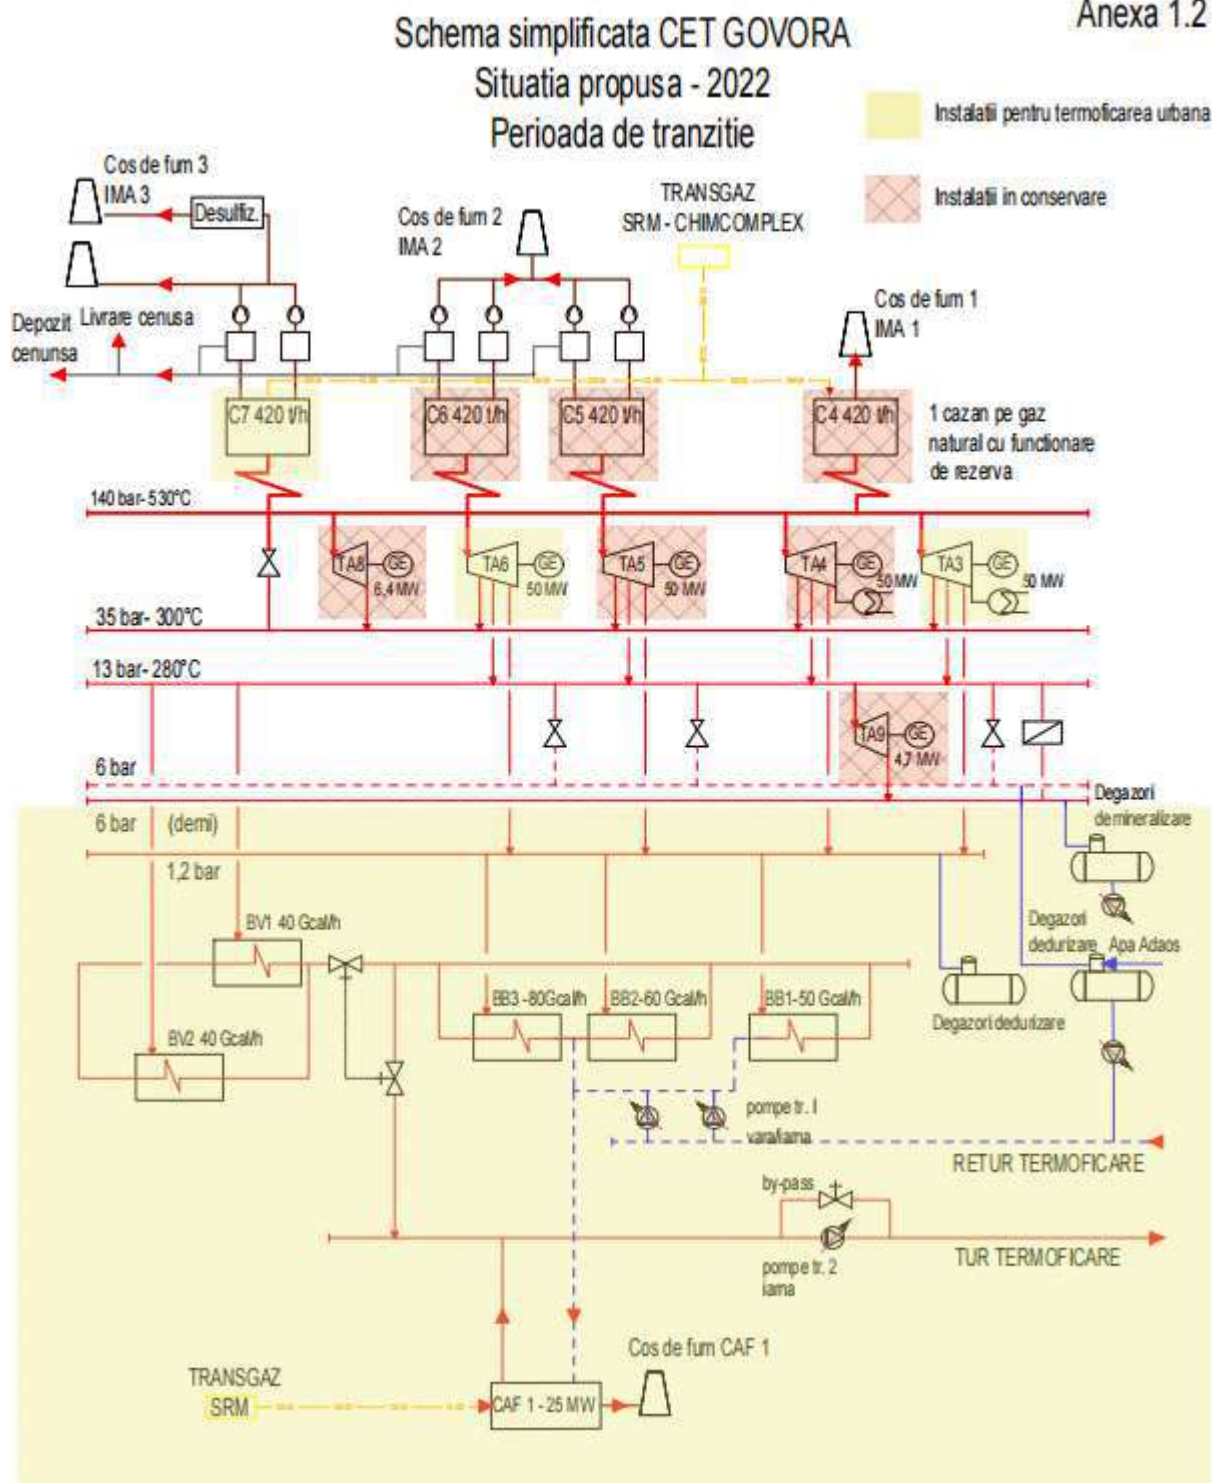 Anexa 1.2
Schema simplificata CET GOVORA
Situatia propusa - 2022
Perioada de tranzitie
Instalatii pentru termoficarea urbana
Instalatii in conservare
Cos de fum 3
IMA 3
Desulfiz.
Cos de fum 2
IMA 2
TRANSGAZ
SRM - CHIMCOMPLEX
Cos de fum 1
IMA 1
Depozit
cenunsa
Livrare cenusa
C7 420 t/h
C6 420 t/h
C5 420 t/h
C4 420 t/h
1 cazan pe gaz
natural cu functionare
de rezerva
140 bar- 530°C
TA8
GE
6,4 MW
TA6
GE
50 MW
TA5
GE
50 MW
TA4
GE
50 MW
TA3
GE
50 MW
35 bar- 300°C
13 bar- 280°C
TA9
GE
4,7 MW
6 bar
6 bar (demi)
1,2 bar
Degazori
demineralizare
BV1 40 Gcal/h
Degazori
dedurizare
Apa Adaos
BB3 -80Gcal/h
BB2-60 Gcal/h
BB1-50 Gcal/h
Degazori dedurizare
BV2 40 Gcal/h
pompe tr. I
vara/iarna
RETUR TERMOFICARE
by-pass
TUR TERMOFICARE
pompe tr. 2
iarna
Cos de fum CAF 1
TRANSGAZ
SRM
CAF 1 - 25 MW